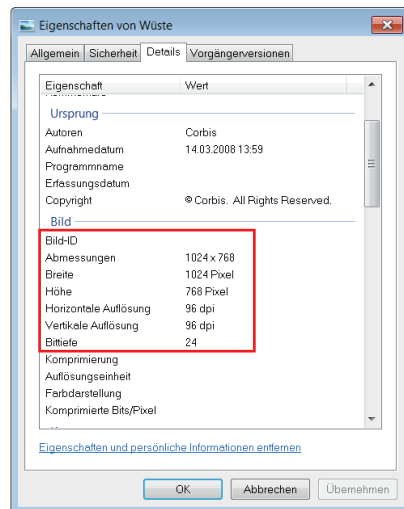 Eigenschaften von Wüste
Allgemein Sicherheit Details Vorgängerversionen
Eigenschaft Wert
Ursprung
Autoren Corbis
Aufnahmedatum 14.03.2008 13:59
Programmname
Erfassungsdatum
Copyright © Corbis. All Rights Reserved.
Bild
Bild-ID
Abmessungen 1024 x 768
Breite 1024 Pixel
Höhe 768 Pixel
Horizontale Auflösung 96 dpi
Vertikale Auflösung 96 dpi
Bittiefe 24
Komprimierung
Auflösungseinheit
Farbdarstellung
Komprimierte Bits/Pixel
Eigenschaften und persönliche Informationen entfernen
OK Abbrechen Übernehmen